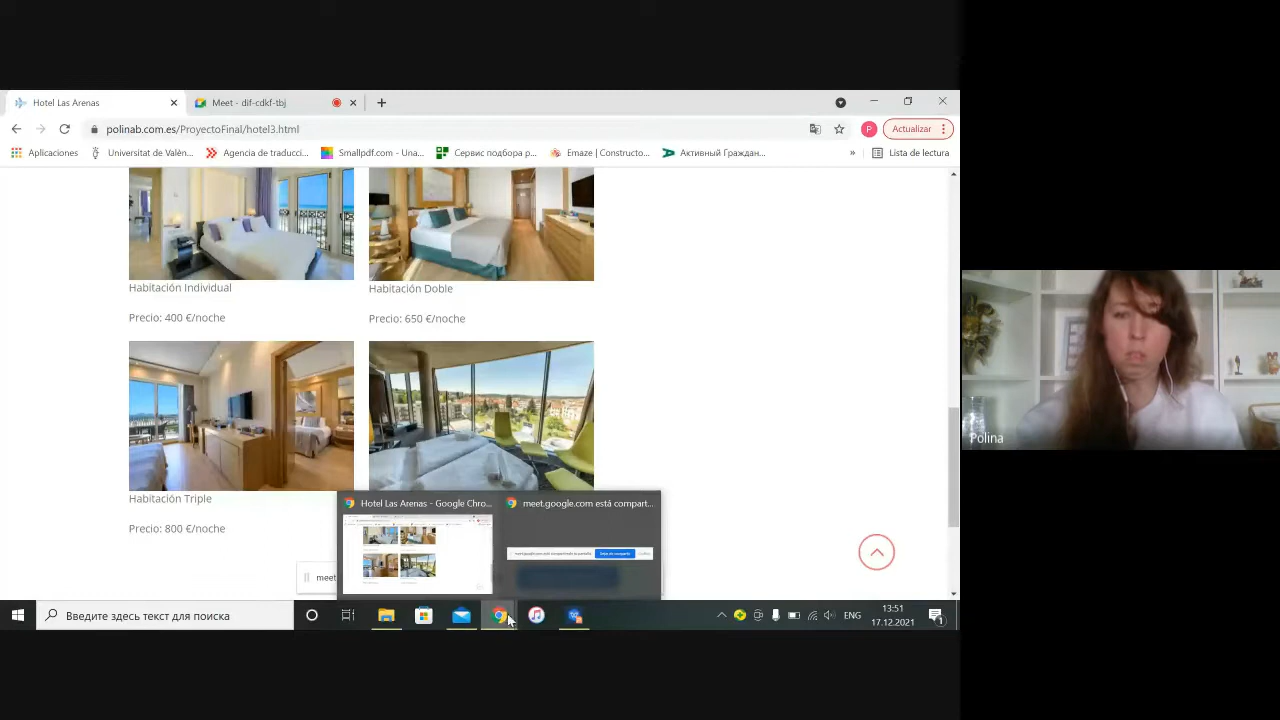 Hotel Las Arenas
Meet - dif-cdkf-tbj
polinab.com.es/ProyectoFinal/hotel3.html
P
Actualizar
Aplicaciones
Universitat de Valèn...
Agencia de traducci...
Smallpdf.com - Una...
Сервис подбора р...
Emaze | Constructo...
Активный Граждан...
»
Lista de lectura
Habitación Individual
Habitación Doble
Precio: 400 €/noche
Precio: 650 €/noche
Polina
Habitación Triple
Precio: 800 €/noche
Hotel Las Arenas - Google Chro...
meet.google.com está compart...
meet
Введите здесь текст для поиска
ENG
13:51
17.12.2021
1